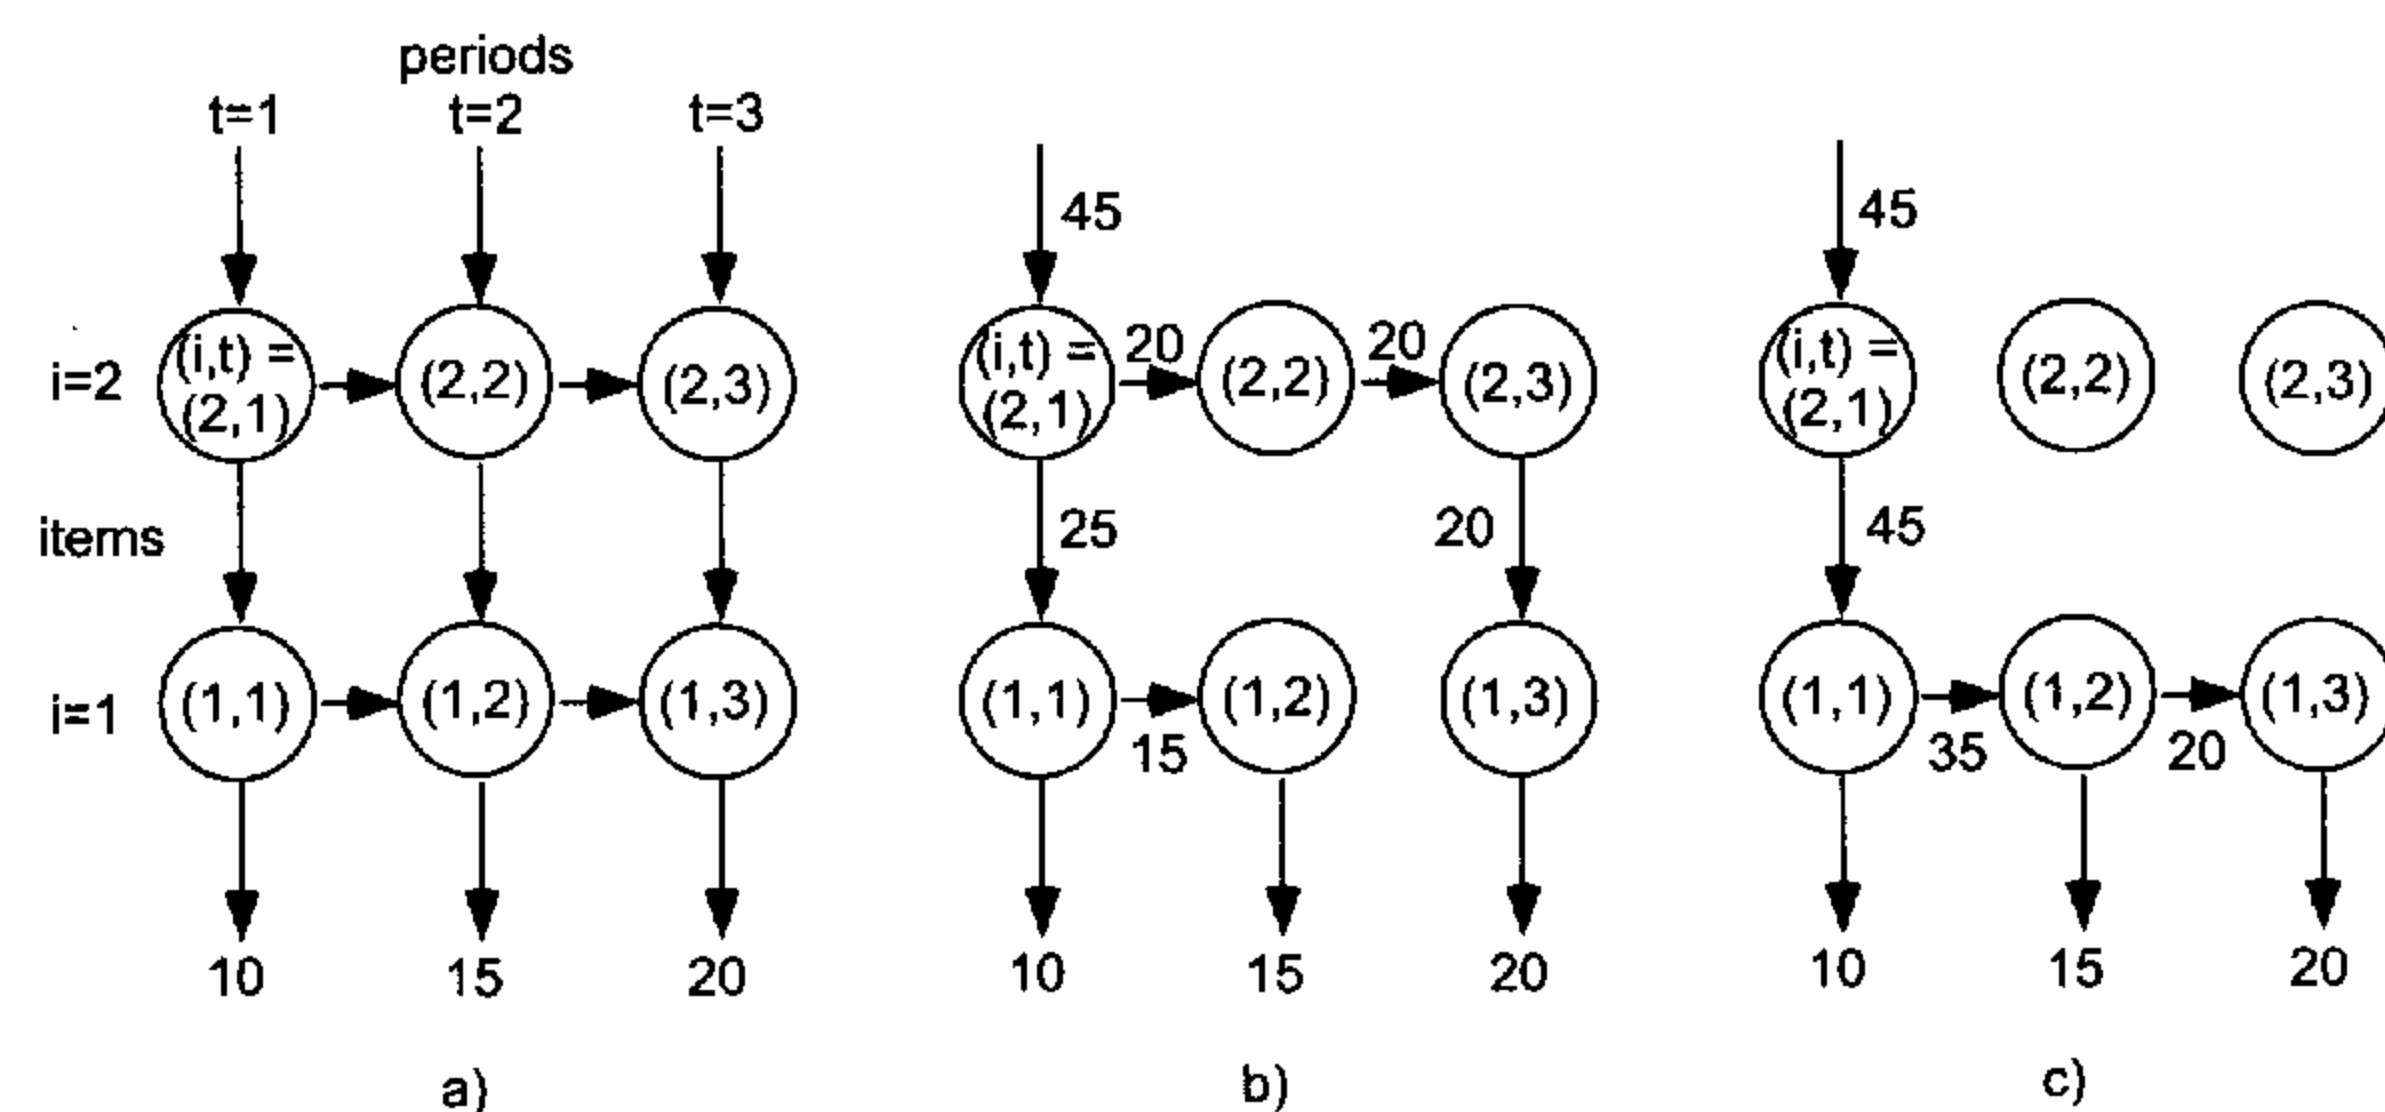 periods
t=1 t=2 t=3
45 45
i=2 (i,t) = (2,1) (2,2) (2,3)
(i,t) = (2,1) 20 (2,2) 20 (2,3)
(i,t) = (2,1) (2,2) (2,3)
items 25 20 45
i=1 (1,1) (1,2) (1,3)
(1,1) 15 (1,2) (1,3)
(1,1) 35 (1,2) 20 (1,3)
10 15 20 10 15 20 10 15 20
a) b) c)